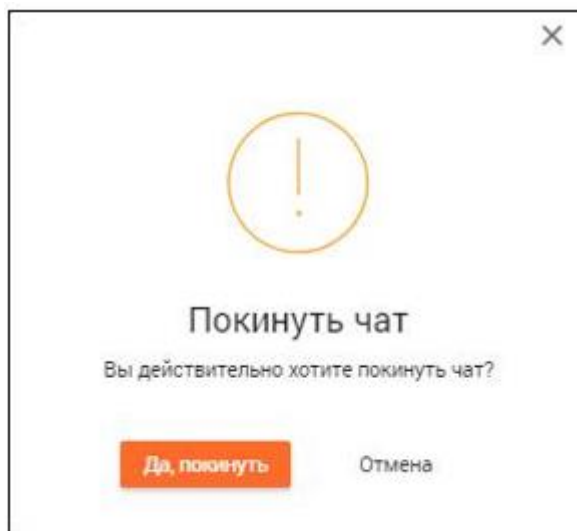 Покинуть чат
Вы действительно хотите покинуть чат?
Да, покинуть Отмена